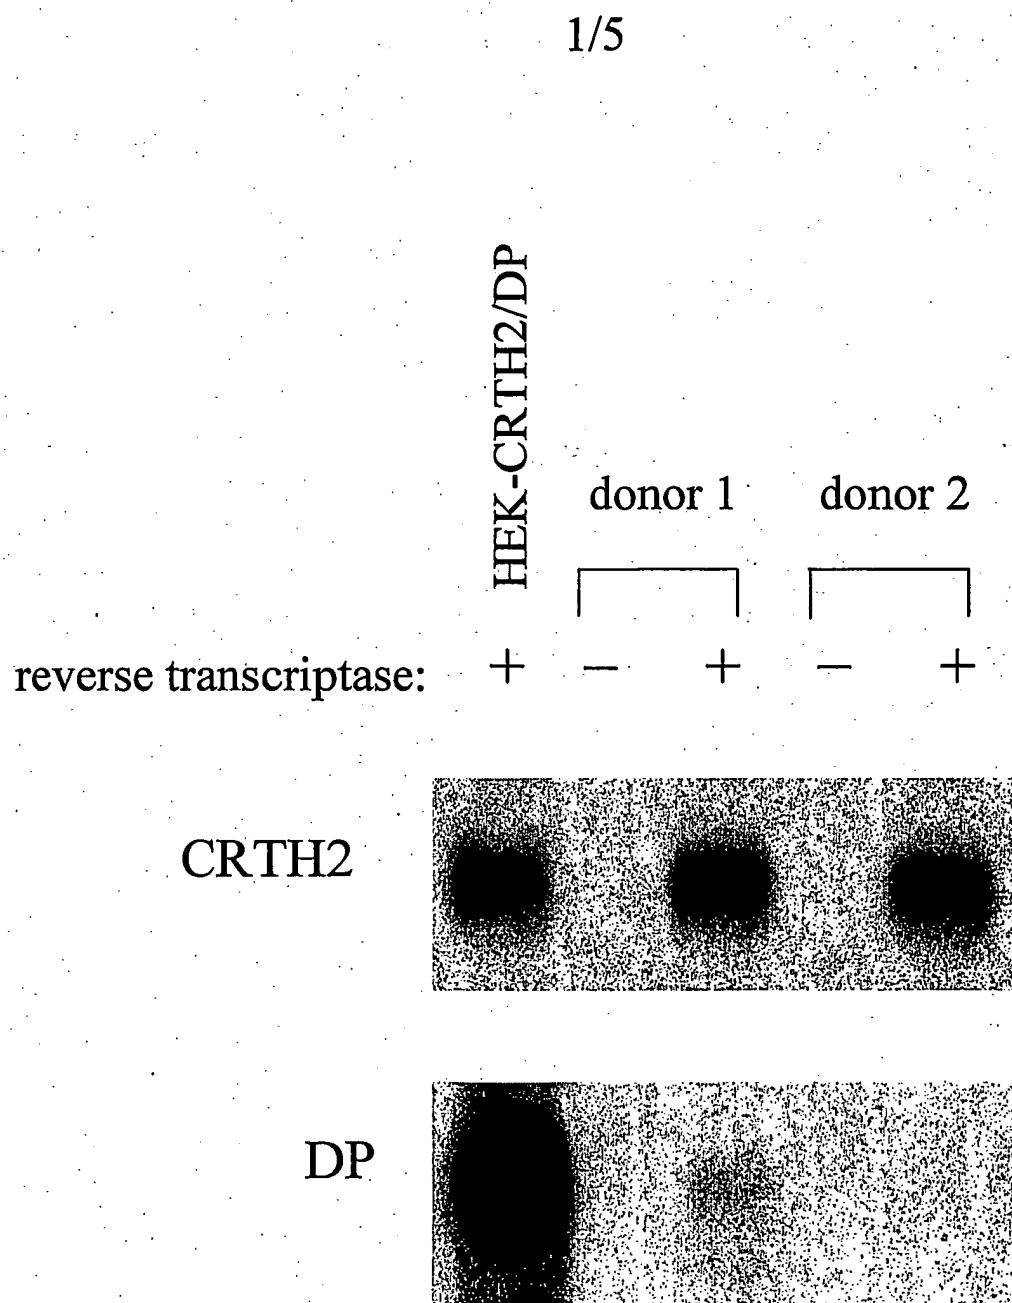 1/5
HEK-CRTH2/DP
donor 1 donor 2
reverse transcriptase: + – + – +
CRTH2
DP